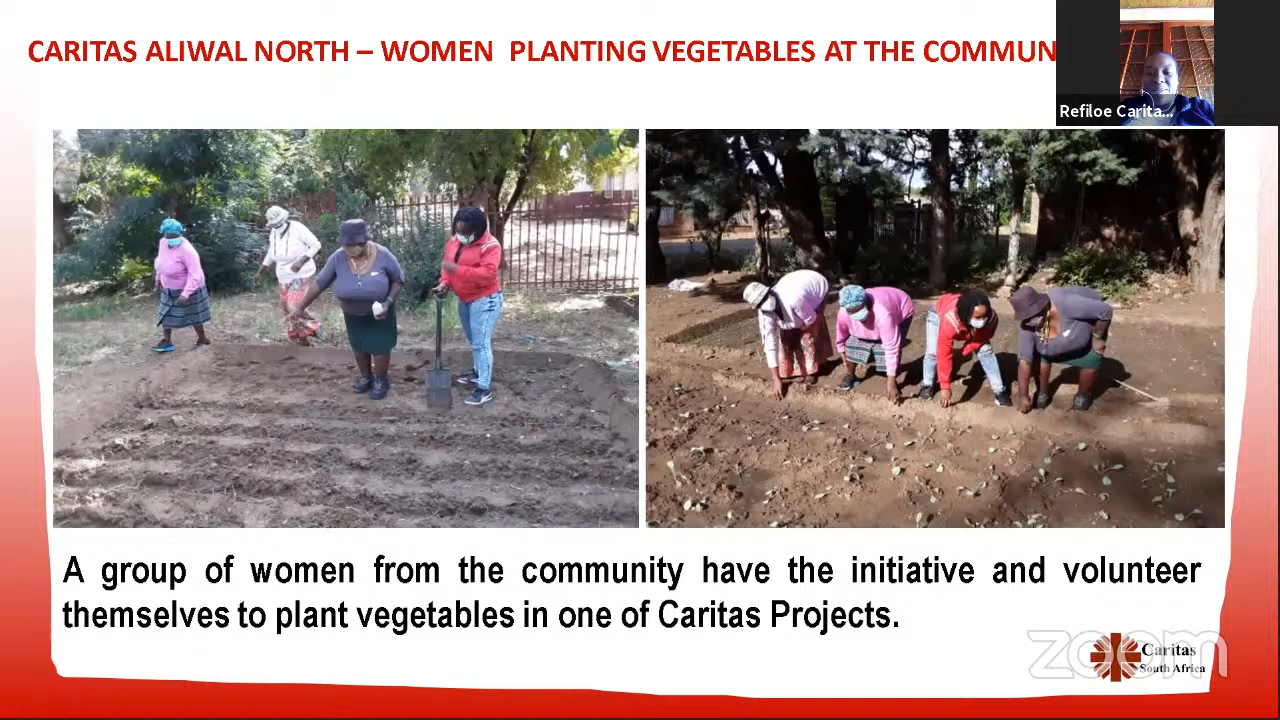 CARITAS ALIWAL NORTH – WOMEN PLANTING VEGETABLES AT THE COMMUN
Refiloe Carita...
A group of women from the community have the initiative and volunteer
themselves to plant vegetables in one of Caritas Projects.
zoom
Caritas
South Africa